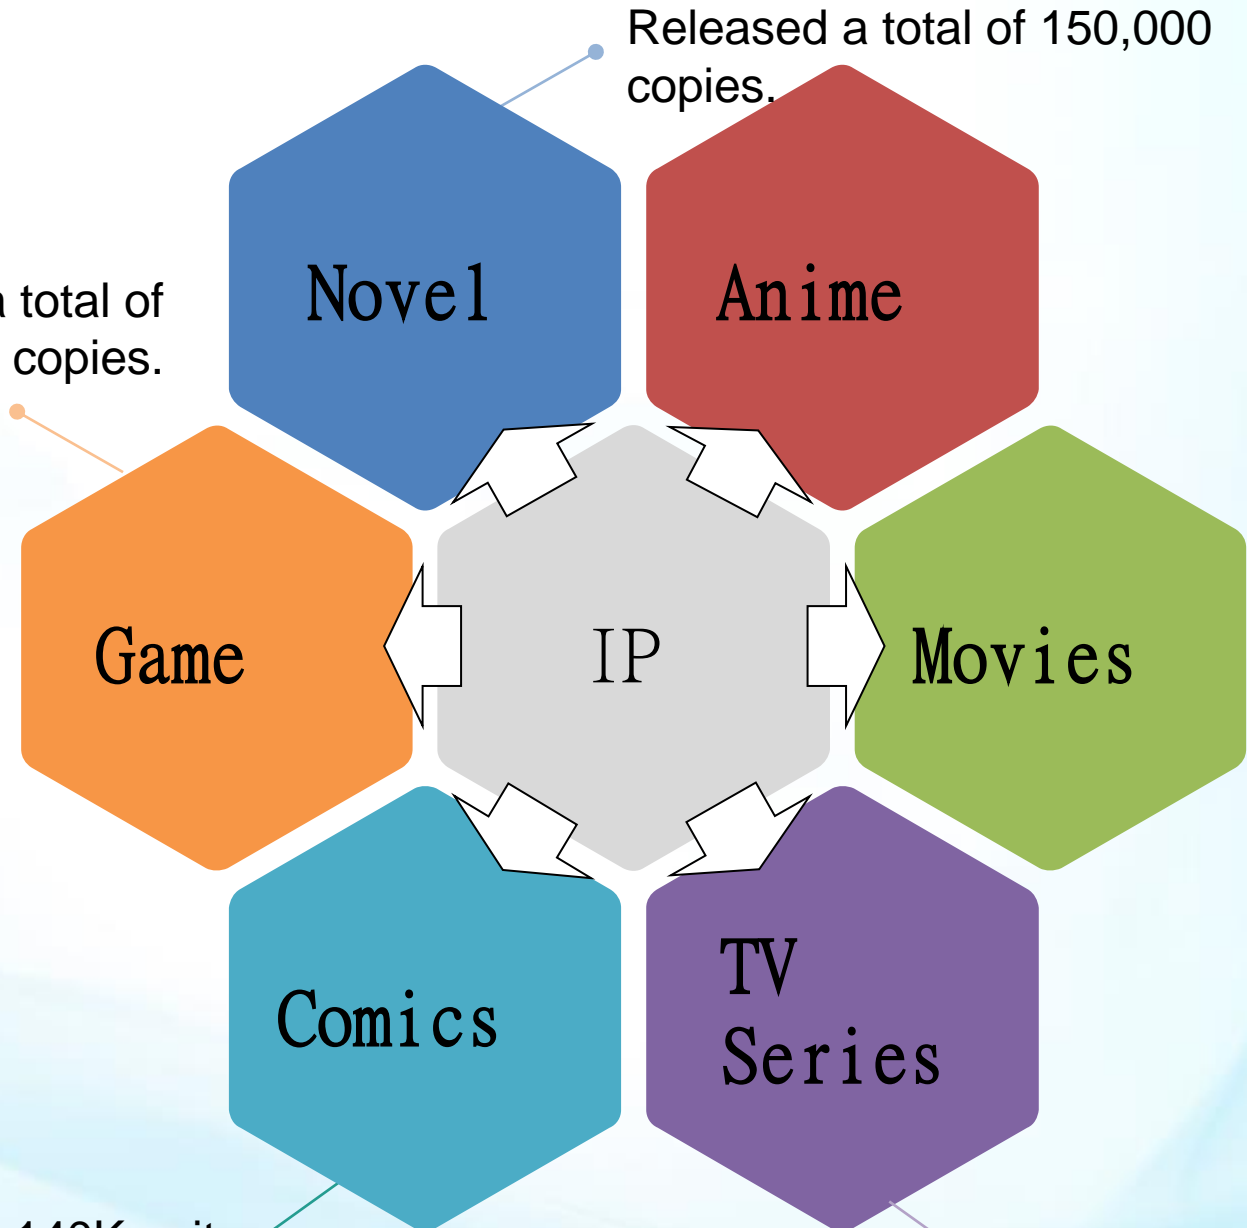 Released a total of 150,000
copies.
Novel
Anime
a total of
copies.
Game
IP
Movies
Comics
TV
Series